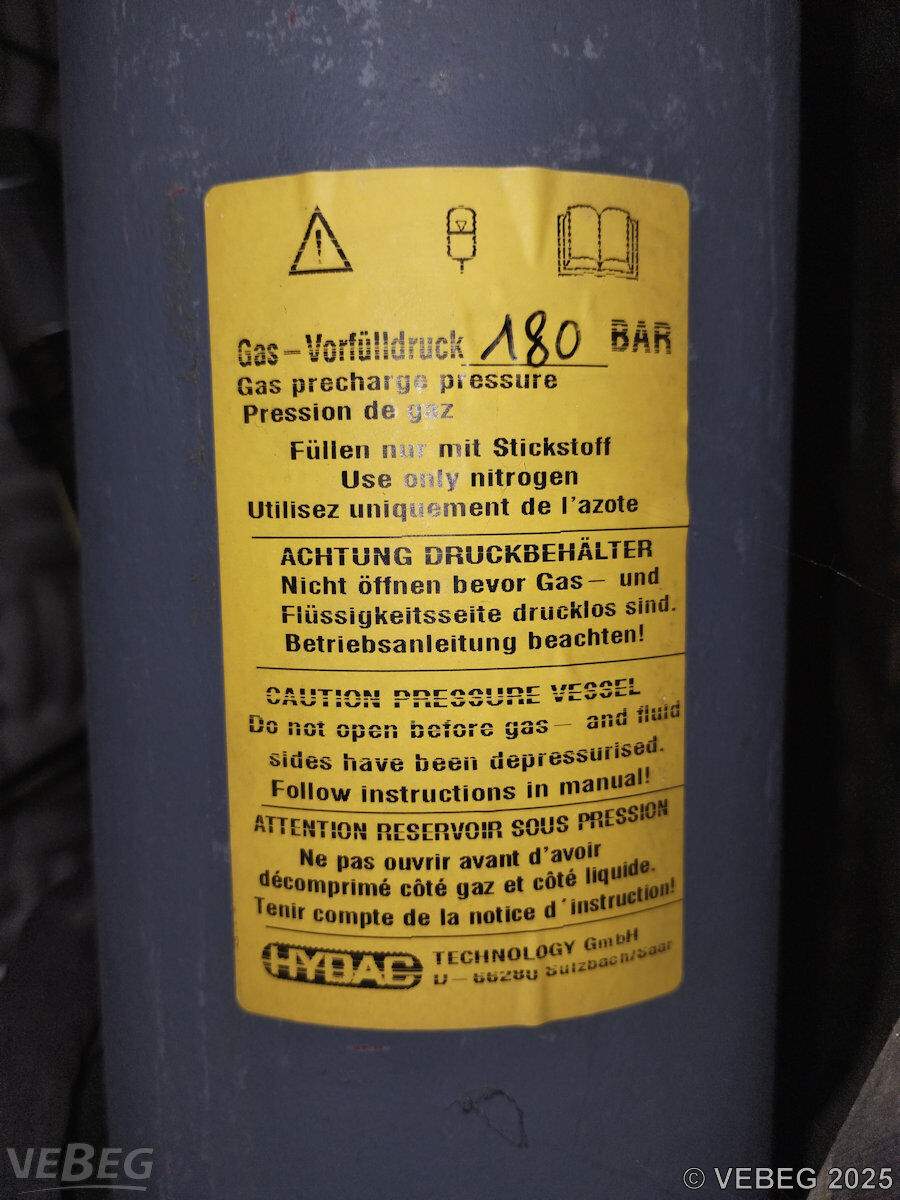 Gas – Vorfülldruck 180 BAR
Gas precharge pressure
Pression de gaz
Füllen nur mit Stickstoff
Use only nitrogen
Utilisez uniquement de l'azote
ACHTUNG DRUCKBEHÄLTER
Nicht öffnen bevor Gas – und
Flüssigkeitsseite drucklos sind.
Betriebsanleitung beachten!
CAUTION PRESSURE VESSEL
Do not open before gas – and fluid
sides have been depressurised.
Follow instructions in manual!
ATTENTION RESERVOIR SOUS PRESSION
Ne pas ouvrir avant d'avoir
décomprimé côté gaz et côté liquide.
Tenir compte de la notice d'instruction!
HYDAC TECHNOLOGY GmbH
D – 66280 Sulzbach/Saar
VEBEG
© VEBEG 2025